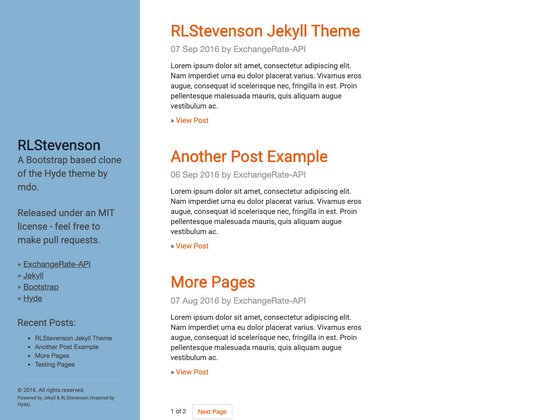 RLStevenson
A Bootstrap based clone
of the Hyde theme by
mdo.
Released under an MIT
license - feel free to
make pull requests.
» ExchangeRate-API
» Jekyll
» Bootstrap
» Hyde
Recent Posts:
• RLStevenson Jekyll Theme
• Another Post Example
• More Pages
• Testing Pages
© 2016. All rights reserved.
Powered by Jekyll & RLStevenson (inspired by
Hyde).
RLStevenson Jekyll Theme
07 Sep 2016 by ExchangeRate-API
Lorem ipsum dolor sit amet, consectetur adipiscing elit.
Nam imperdiet urna eu dolor placerat varius. Vivamus eros
augue, consequat id scelerisque nec, fringilla in est. Proin
pellentesque malesuada mauris, quis aliquam augue
vestibulum ac.
» View Post
Another Post Example
06 Sep 2016 by ExchangeRate-API
Lorem ipsum dolor sit amet, consectetur adipiscing elit.
Nam imperdiet urna eu dolor placerat varius. Vivamus eros
augue, consequat id scelerisque nec, fringilla in est. Proin
pellentesque malesuada mauris, quis aliquam augue
vestibulum ac.
» View Post
More Pages
07 Aug 2016 by ExchangeRate-API
Lorem ipsum dolor sit amet, consectetur adipiscing elit.
Nam imperdiet urna eu dolor placerat varius. Vivamus eros
augue, consequat id scelerisque nec, fringilla in est. Proin
pellentesque malesuada mauris, quis aliquam augue
vestibulum ac.
» View Post
1 of 2 Next Page